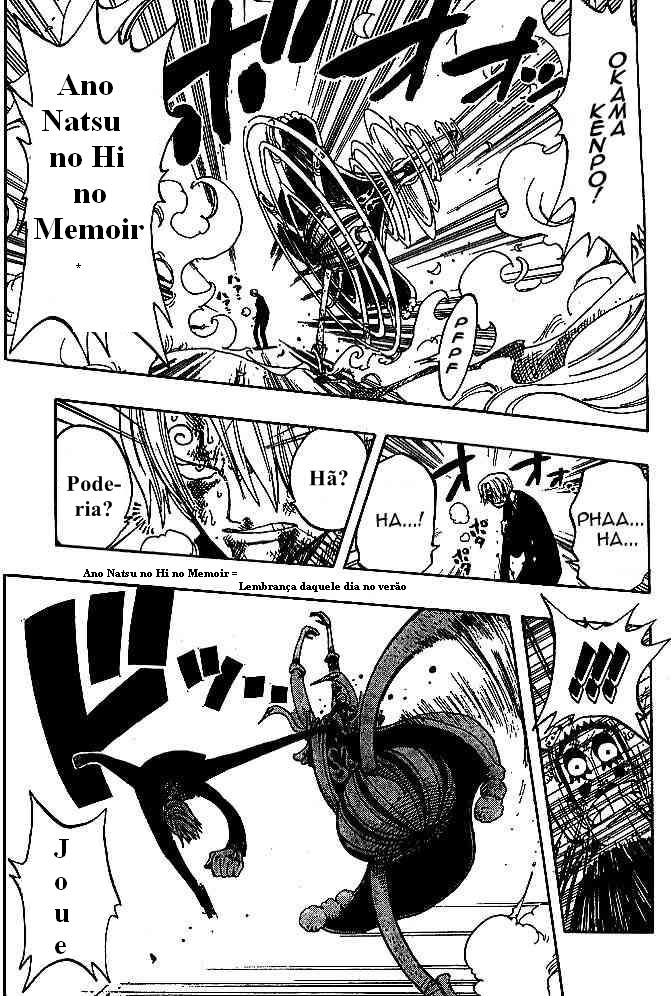 OKAMA
KENPO!
Ano
Natsu
no Hi
no
Memoir
*
PFPF
PHAA...
HA...
HA...!
Hã?
Pode-
ria?
Ano Natsu no Hi no Memoir =
Lembrança daquele dia no verão
!!!!
J
o
u
e